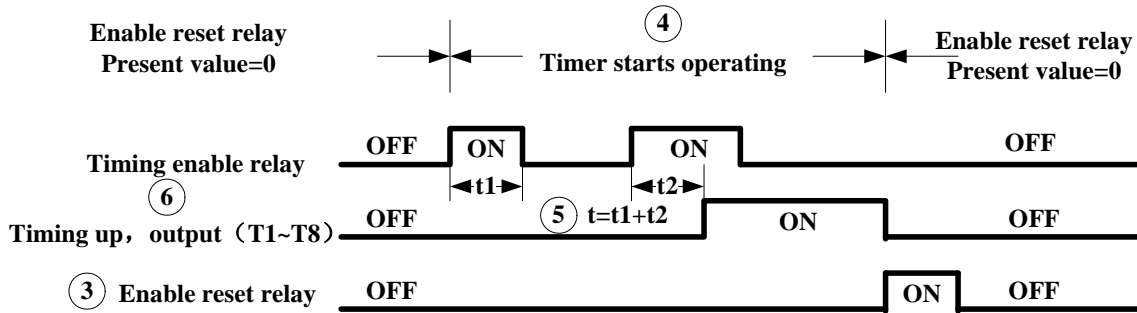 ④
Enable reset relay
Present value=0
Timer starts operating
Enable reset relay
Present value=0
OFF
ON
ON
OFF
Timing enable relay
t1
t2
⑥
⑤ t=t1+t2
OFF
ON
OFF
Timing up，output（T1~T8）
③ Enable reset relay
OFF
ON
OFF